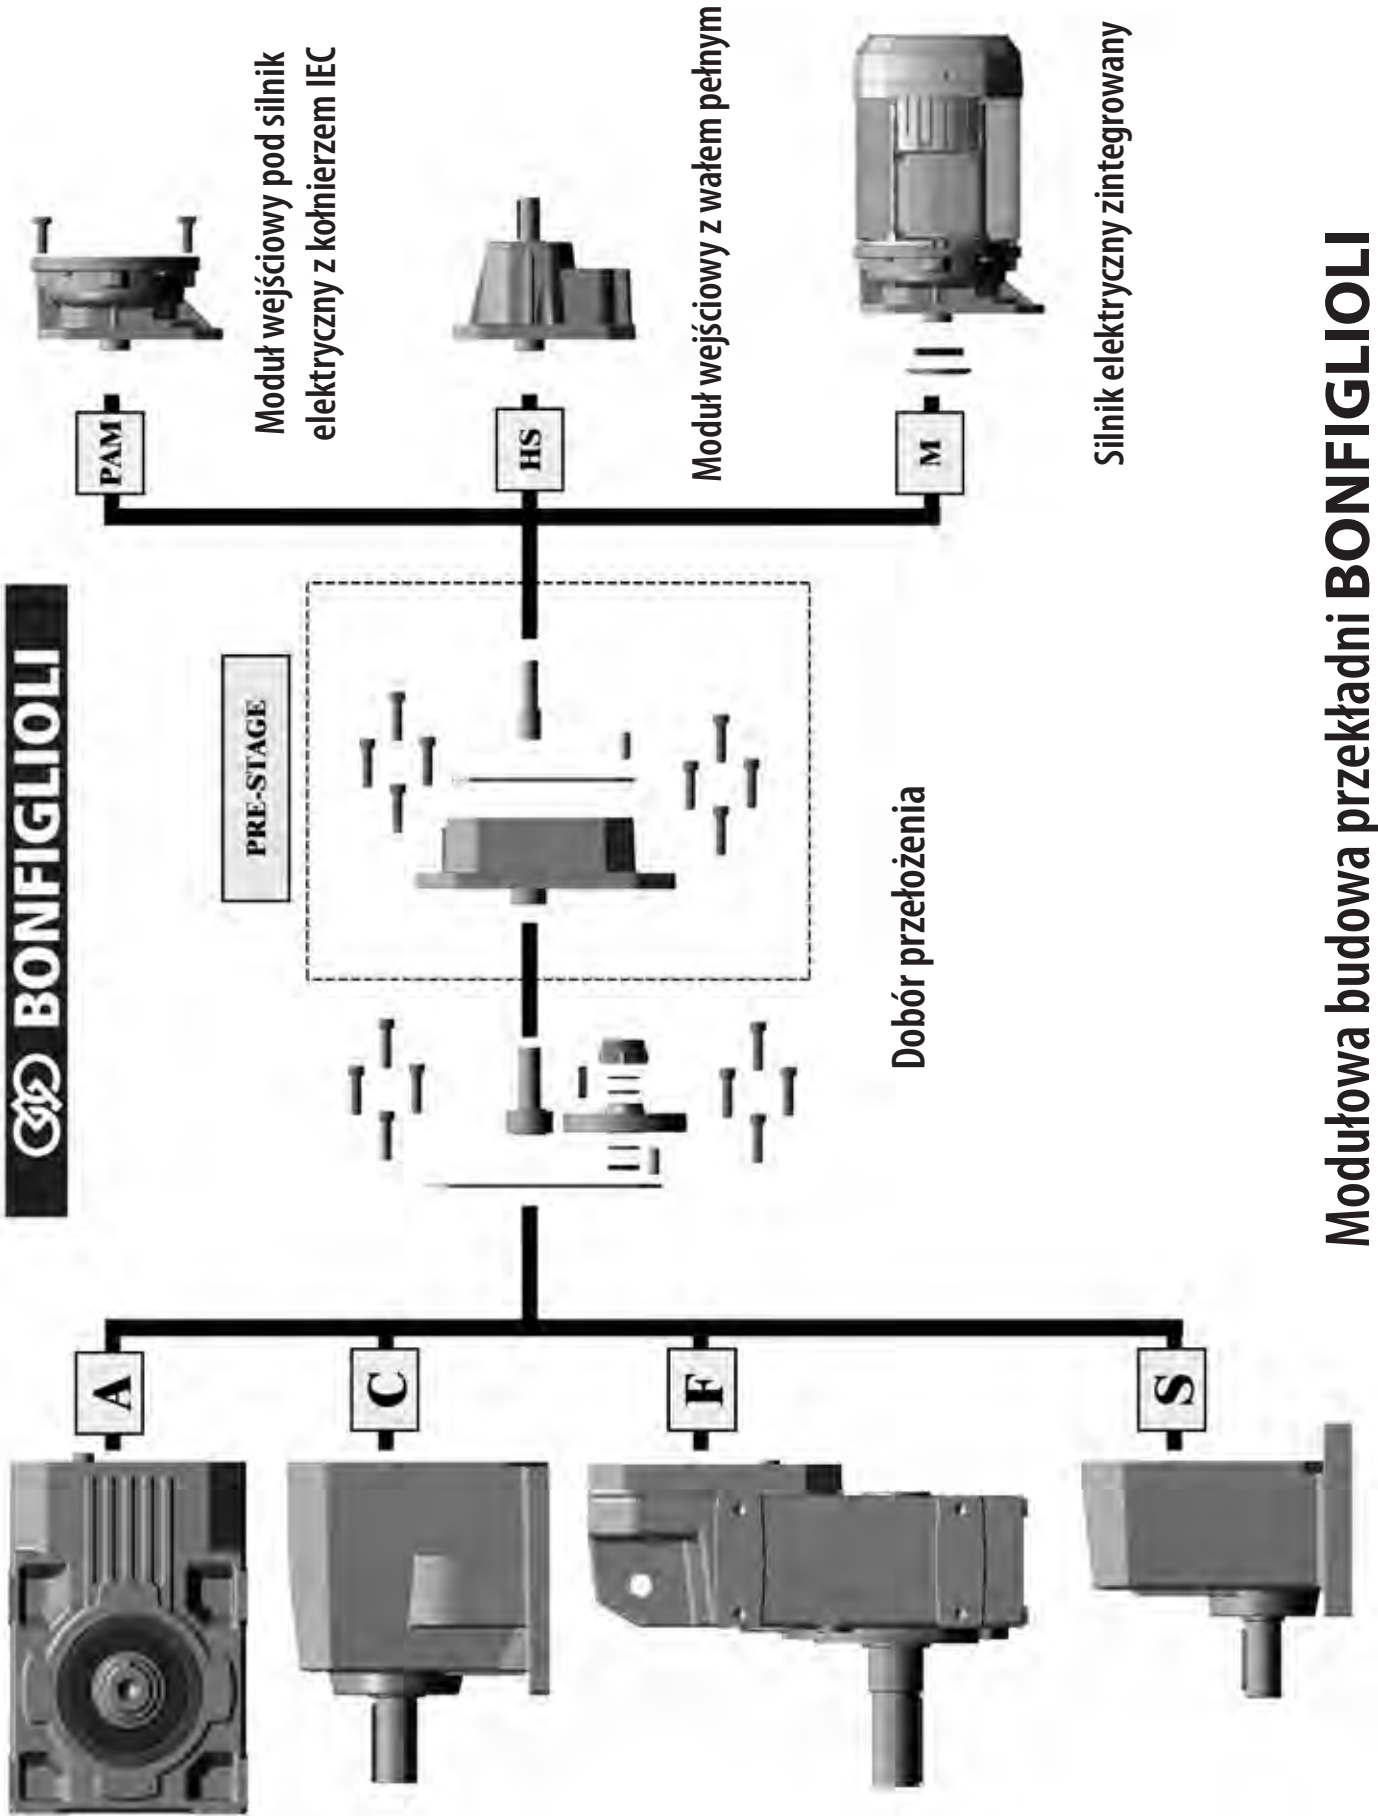 BONFIGLIOLI
A
C
F
S
PRE-STAGE
Dobór przełożenia
PAM
Moduł wejściowy pod silnik
elektryczny z kołnierzem IEC
HS
Moduł wejściowy z wałem pełnym
M
Silnik elektryczny zintegrowany
Modułowa budowa przekładni BONFIGLIOLI